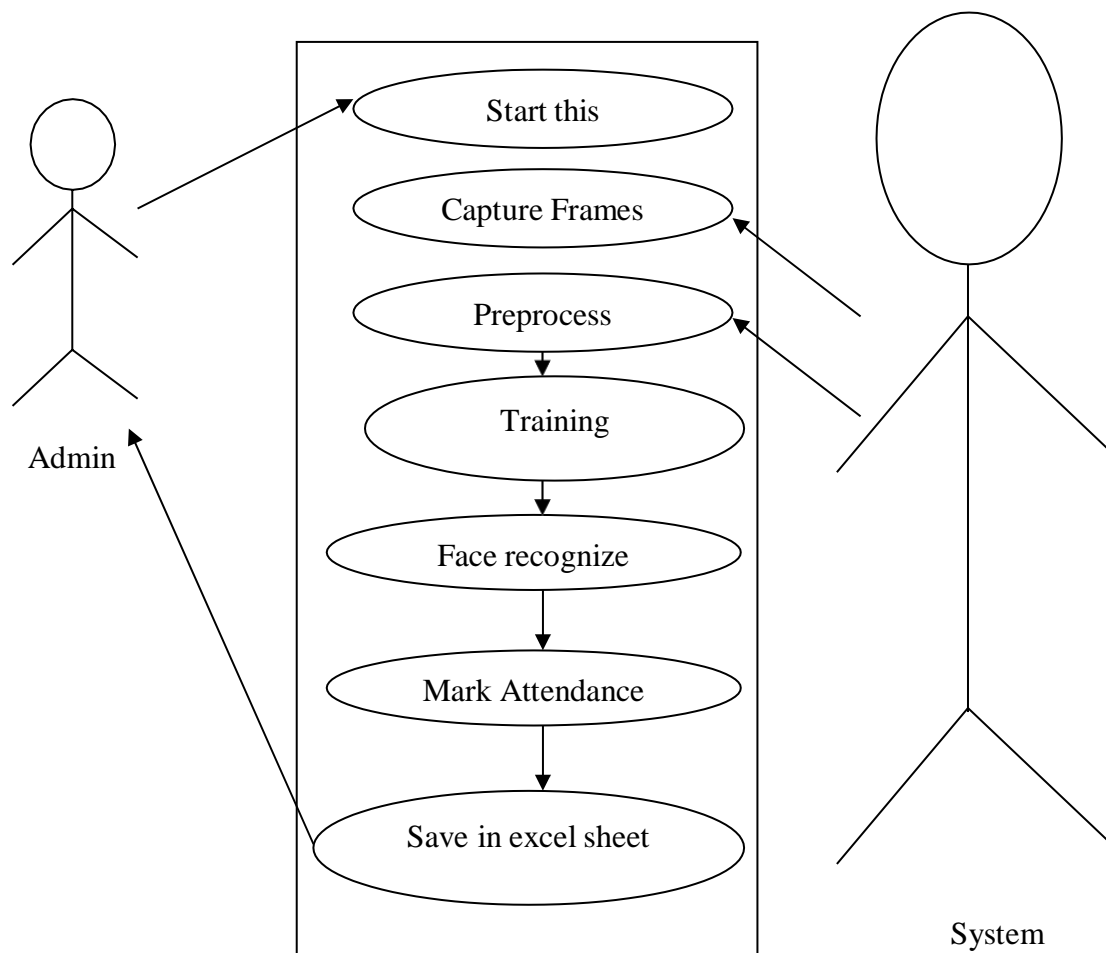 Start this
Capture Frames
Preprocess
Training
Admin
Face recognize
Mark Attendance
Save in excel sheet
System